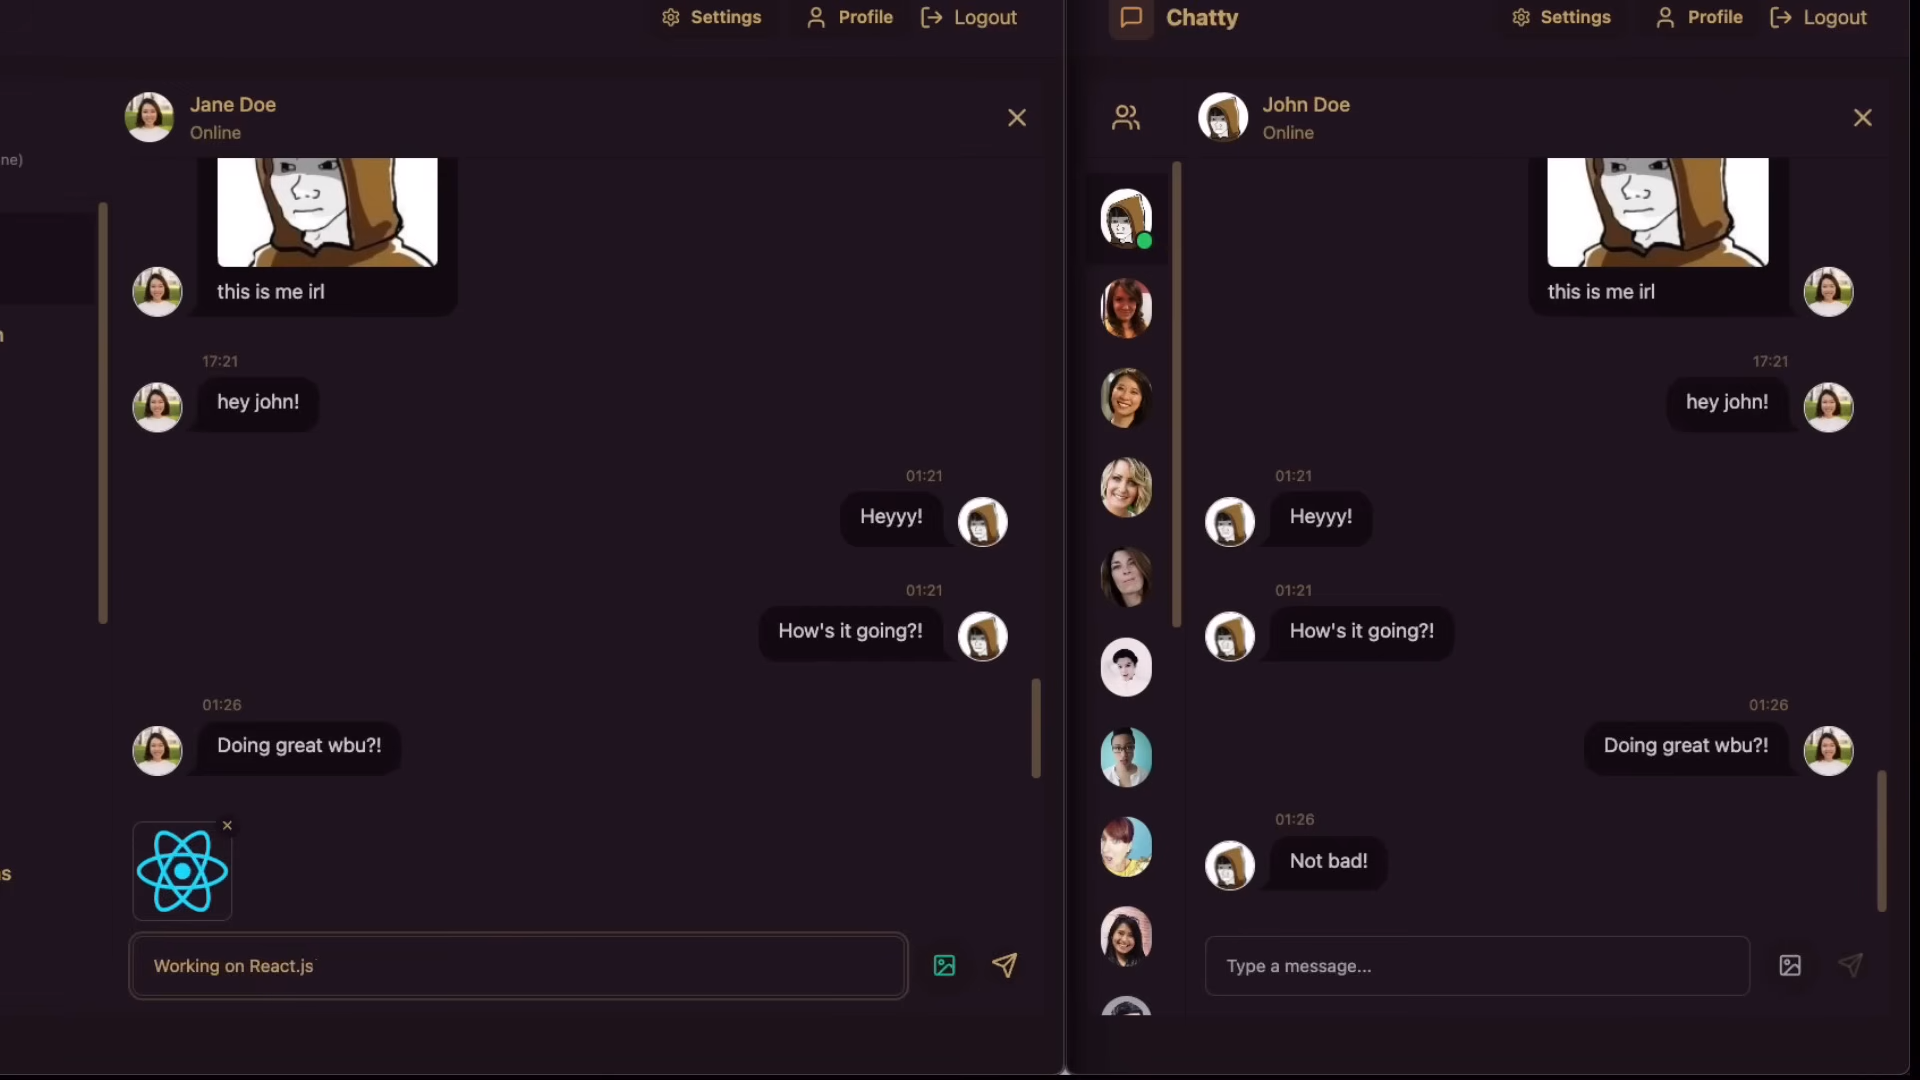 Settings
Profile
Logout
Jane Doe
Online
ne)
this is me irl
17:21
hey john!
01:21
Heyyy!
01:21
How's it going?!
01:26
Doing great wbu?!
Working on React.js
Chatty
Settings
Profile
Logout
John Doe
Online
this is me irl
17:21
hey john!
01:21
Heyyy!
01:21
How's it going?!
01:26
Doing great wbu?!
01:26
Not bad!
Type a message...